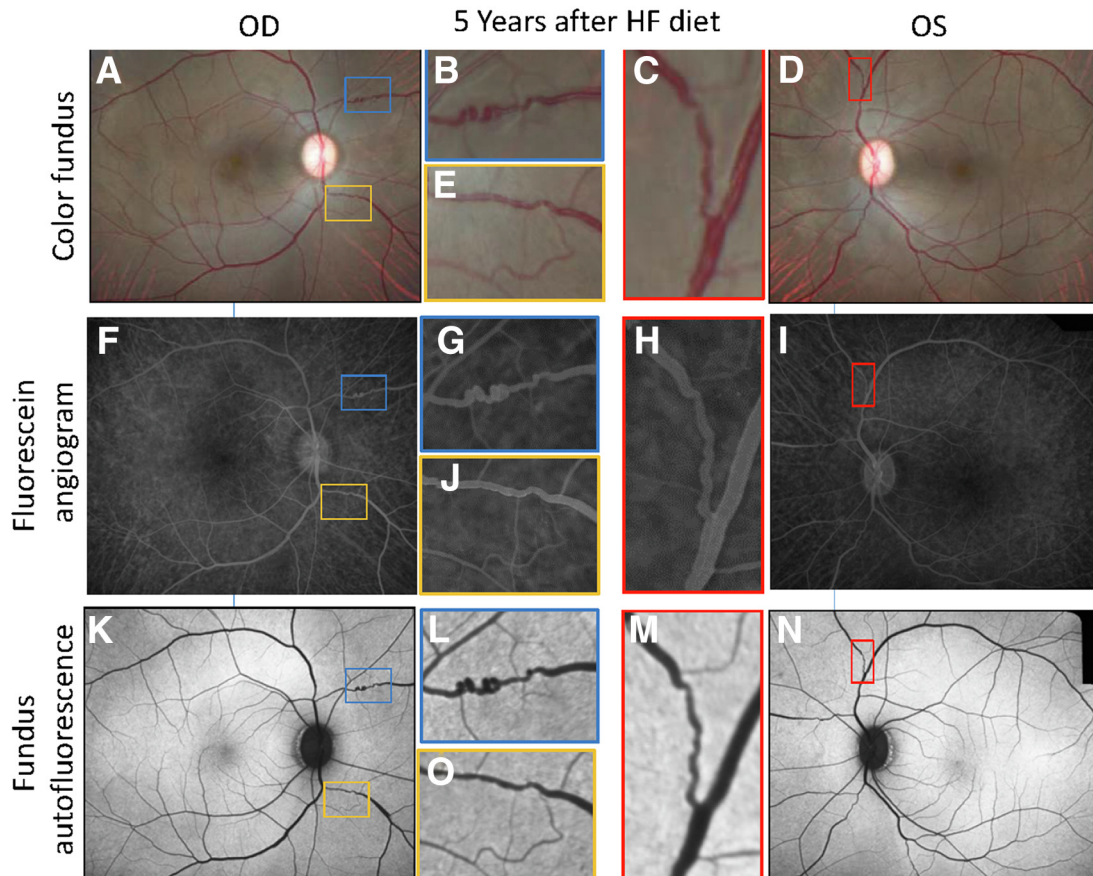 5 Years after HF diet
OD
OS
Color fundus
A
B
C
D
E
Fluorescein
angiogram
F
G
H
I
J
Fundus
autofluorescence
K
L
M
N
O